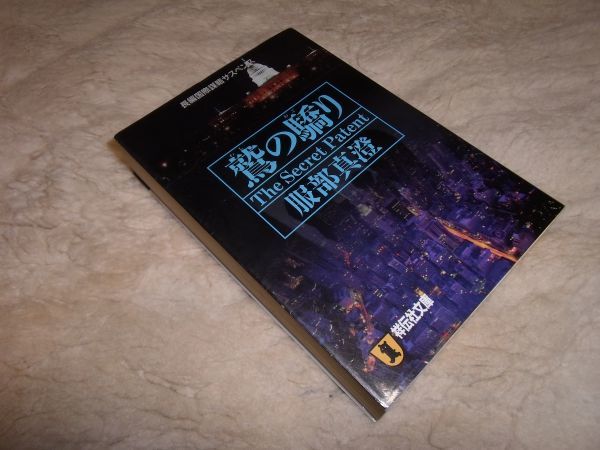 長編国際謀略サスペンス
鷲の驕り
The Secret Patent
服部真澄
祥伝社文庫